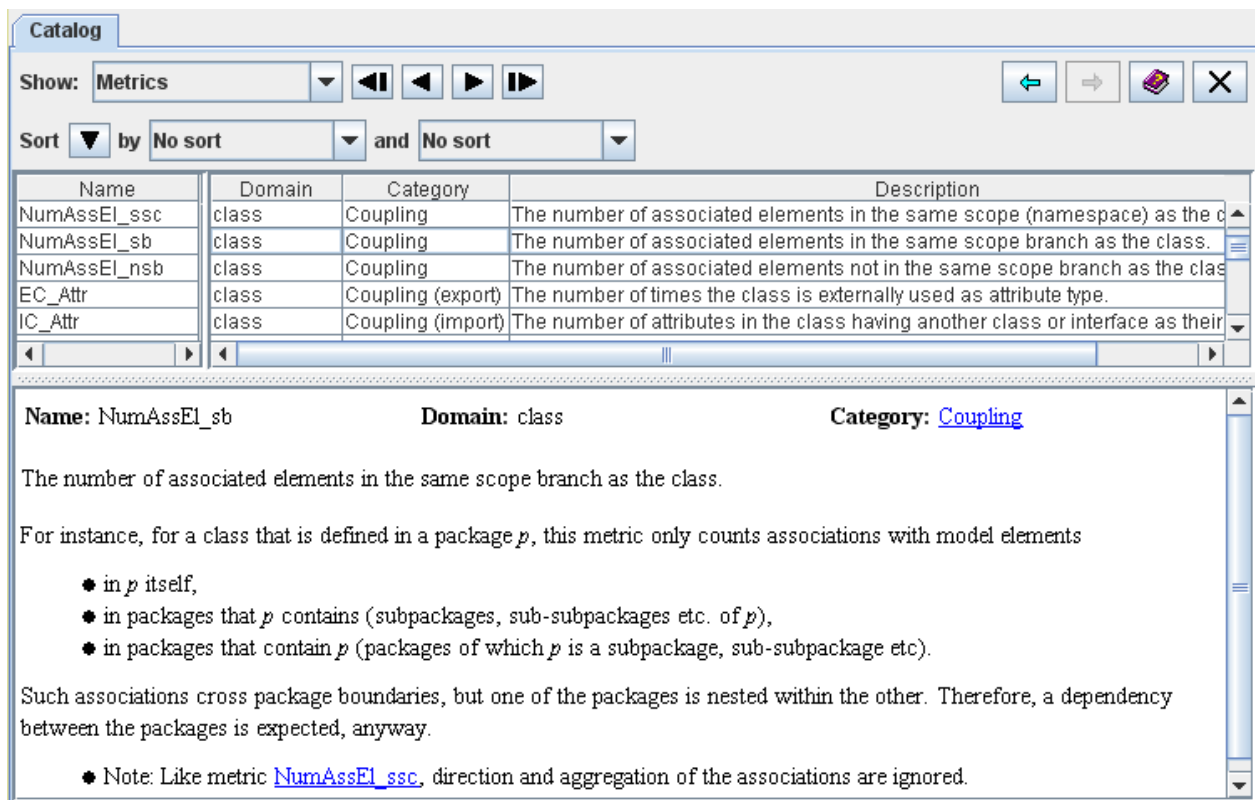 Catalog
Show: Metrics
Sort by No sort and No sort
Name Domain Category Description
NumAssEl_ssc class Coupling The number of associated elements in the same scope (namespace) as the c
NumAssEl_sb class Coupling The number of associated elements in the same scope branch as the class.
NumAssEl_nsb class Coupling The number of associated elements not in the same scope branch as the clas
EC_Attr class Coupling (export) The number of times the class is externally used as attribute type.
IC_Attr class Coupling (import) The number of attributes in the class having another class or interface as their
Name: NumAssEl_sb Domain: class Category: Coupling
The number of associated elements in the same scope branch as the class.
For instance, for a class that is defined in a package p, this metric only counts associations with model elements
● in p itself,
● in packages that p contains (subpackages, sub-subpackages etc. of p),
● in packages that contain p (packages of which p is a subpackage, sub-subpackage etc).
Such associations cross package boundaries, but one of the packages is nested within the other. Therefore, a dependency
between the packages is expected, anyway.
● Note: Like metric NumAssEl_ssc, direction and aggregation of the associations are ignored.